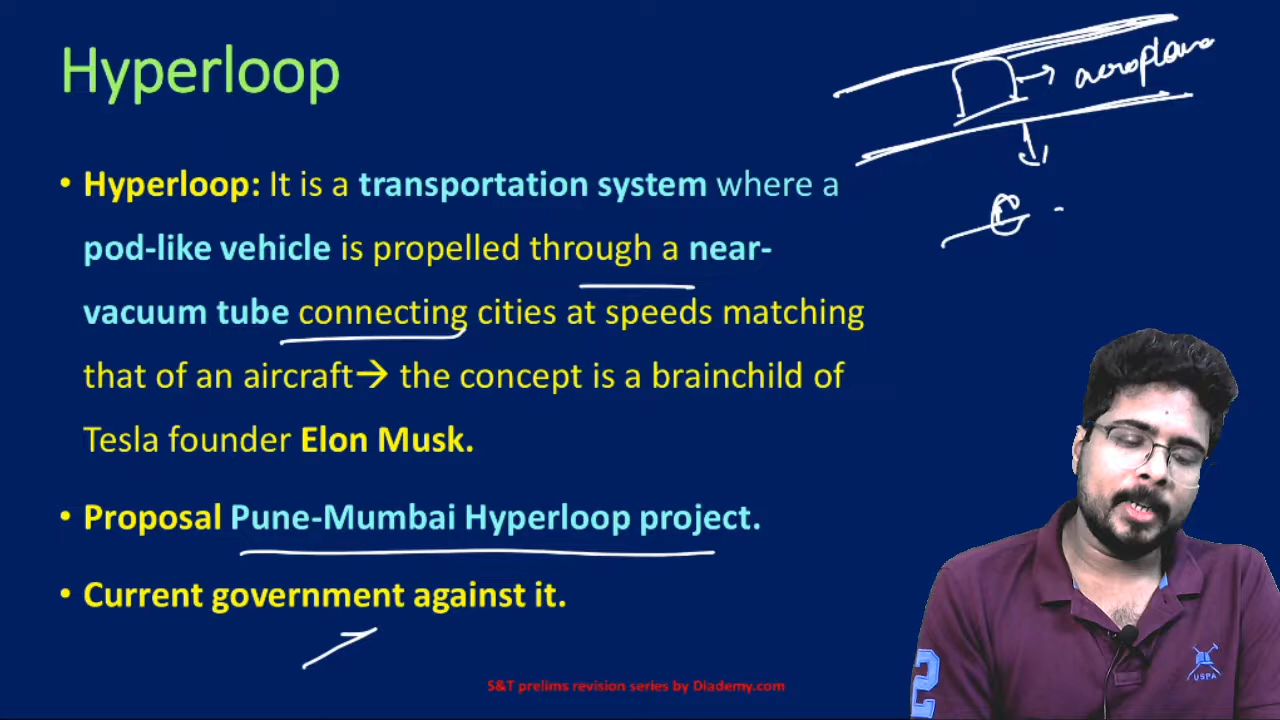 Hyperloop
aeroplane
• Hyperloop: It is a transportation system where a
pod-like vehicle is propelled through a near-
vacuum tube connecting cities at speeds matching
that of an aircraft→ the concept is a brainchild of
Tesla founder Elon Musk.
• Proposal Pune-Mumbai Hyperloop project.
• Current government against it.
2
USPA
S&T prelims revision series by Diademy.com